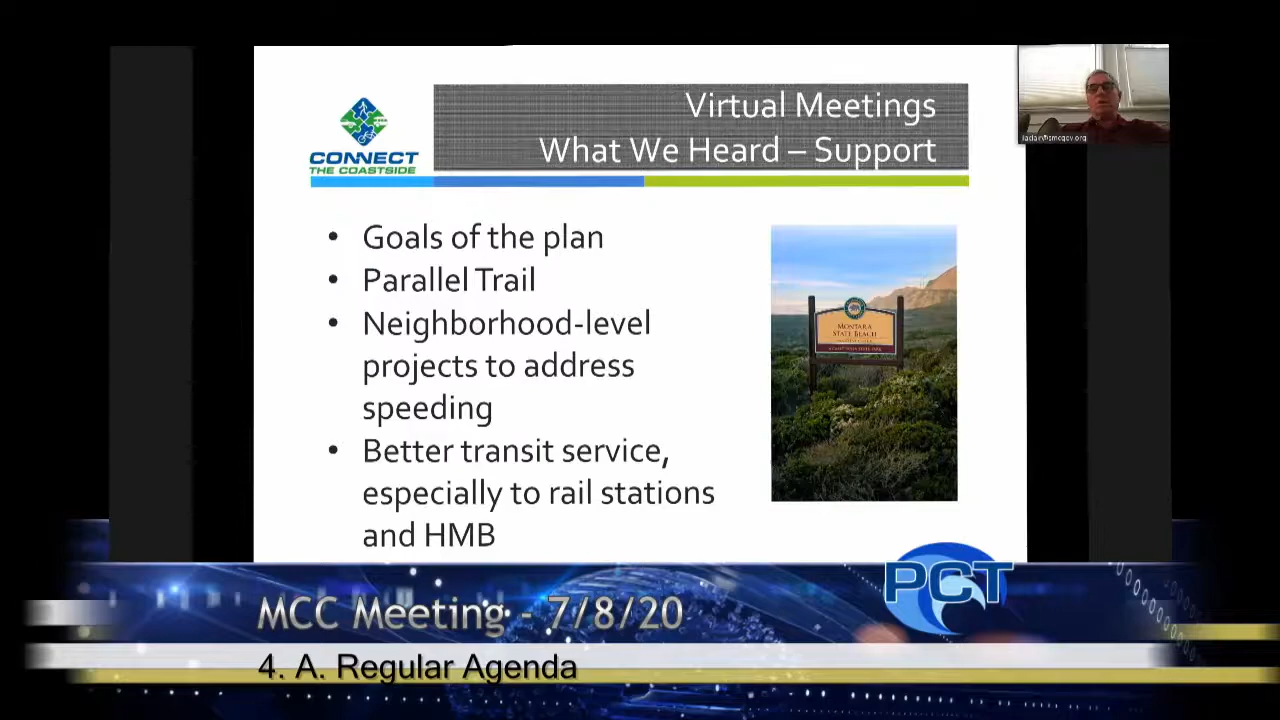 Virtual Meetings
What We Heard – Support
CONNECT
THE COASTSIDE
• Goals of the plan
• Parallel Trail
• Neighborhood-level
projects to address
speeding
• Better transit service,
especially to rail stations
and HMB
MONTARA
STATE BEACH
PCT
MCC Meeting - 7/8/20
4. A. Regular Agenda